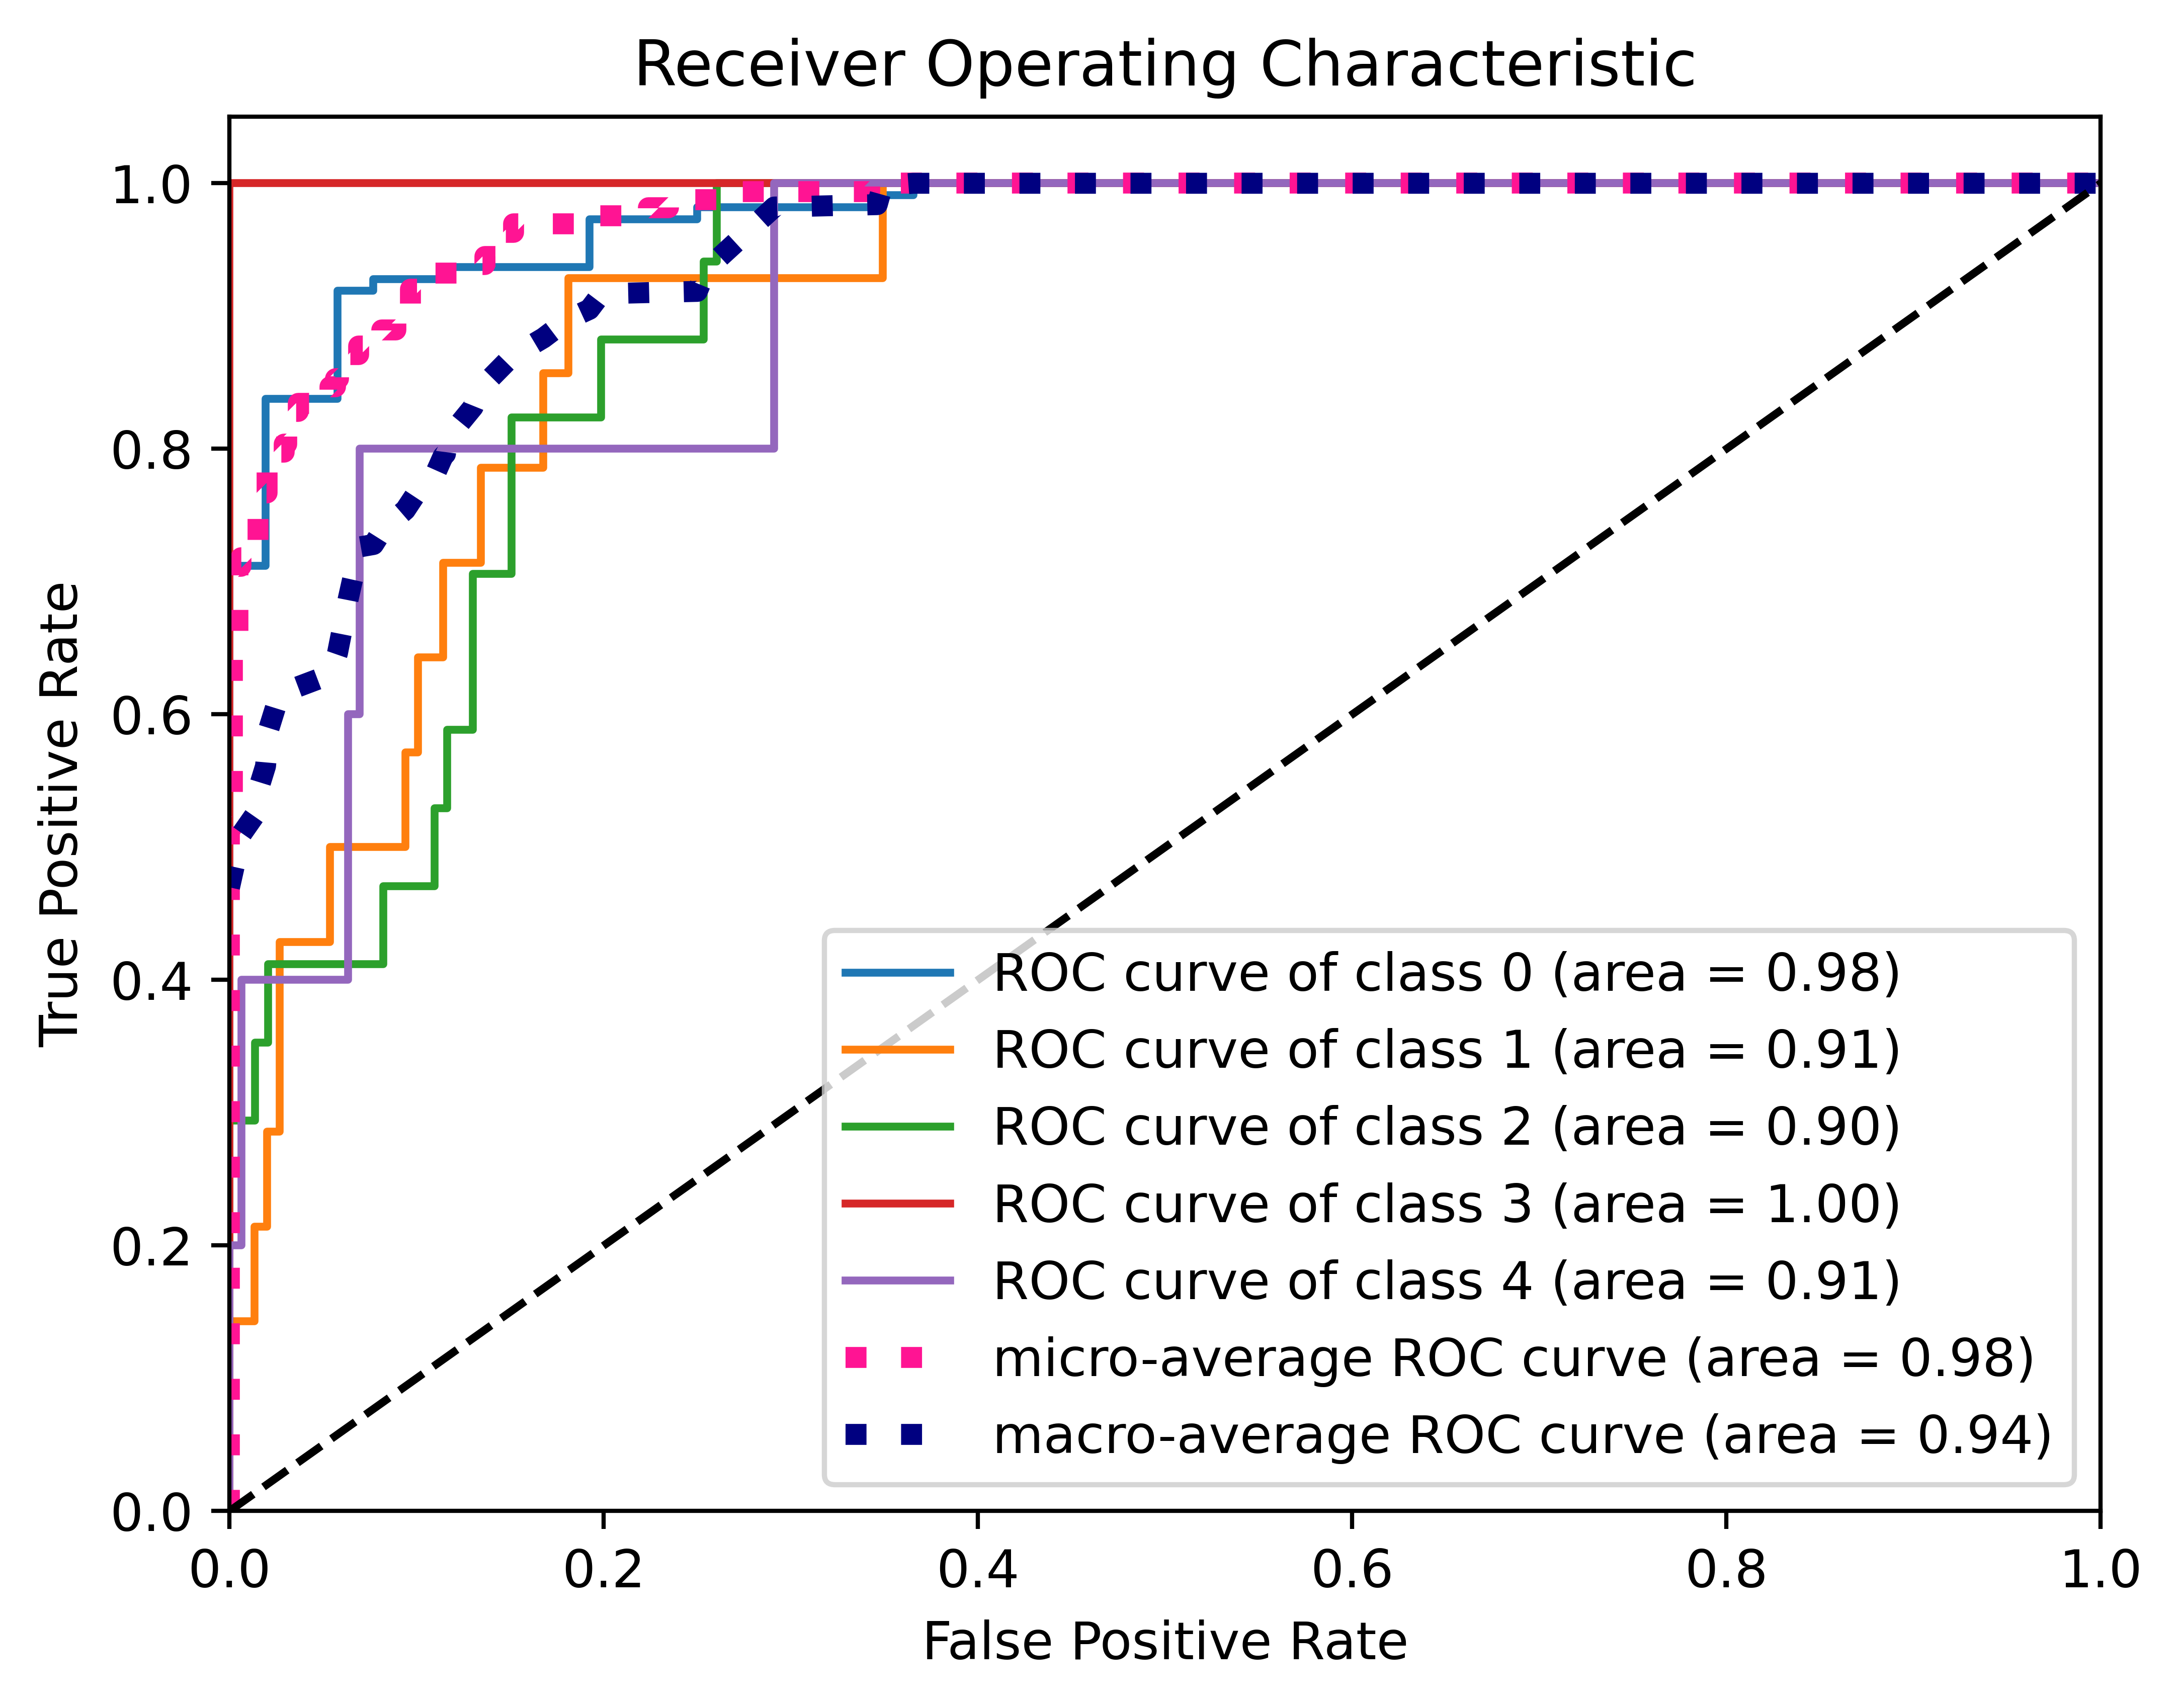 Receiver Operating Characteristic
True Positive Rate
1.0
0.8
0.6
0.4
0.2
0.0
ROC curve of class 0 (area = 0.98)
ROC curve of class 1 (area = 0.91)
ROC curve of class 2 (area = 0.90)
ROC curve of class 3 (area = 1.00)
ROC curve of class 4 (area = 0.91)
micro-average ROC curve (area = 0.98)
macro-average ROC curve (area = 0.94)
0.0 0.2 0.4 0.6 0.8 1.0
False Positive Rate